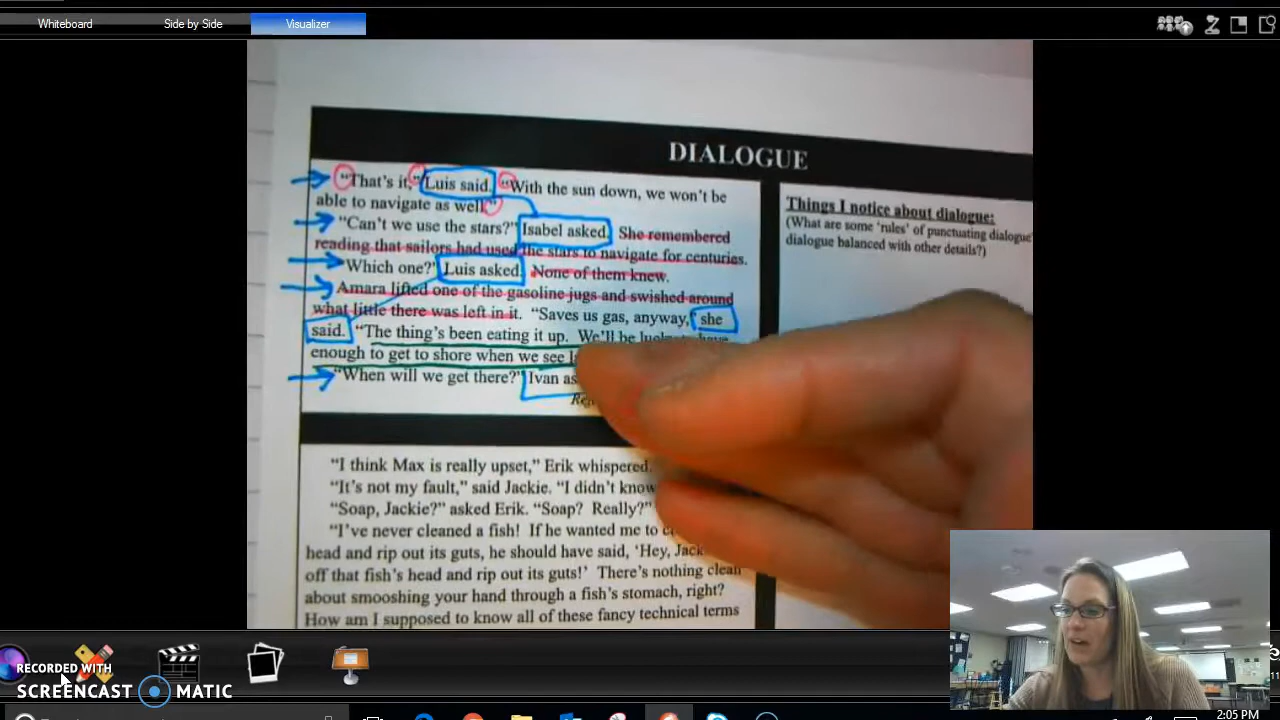 Whiteboard
Side by Side
Visualizer
DIALOGUE
"That's it," Luis said. "With the sun down, we won't be
able to navigate as well."
"Can't we use the stars?" Isabel asked. She remembered
reading that sailors had used the stars to navigate for centuries.
"Which one?" Luis asked. None of them knew.
Amara lifted one of the gasoline jugs and swished around
what little there was left in it. "Saves us gas, anyway," she
said. "The thing's been eating it up. We'll be lucky to have
enough to get to shore when we see
"When will we get there?" Ivan as
Things I notice about dialogue:
(What are some 'rules' of punctuating dialogue
dialogue balanced with other details?)
"I think Max is really upset," Erik whispered.
"It's not my fault," said Jackie. "I didn't know
"Soap, Jackie?" asked Erik. "Soap? Really?"
"I've never cleaned a fish! If he wanted me to
head and rip out its guts, he should have said, 'Hey, Jack
off that fish's head and rip out its guts!' There's nothing clean
about smooshing your hand through a fish's stomach, right?
How am I supposed to know all of these fancy technical terms
RECORDED WITH
SCREENCAST MATIC
2:05 PM